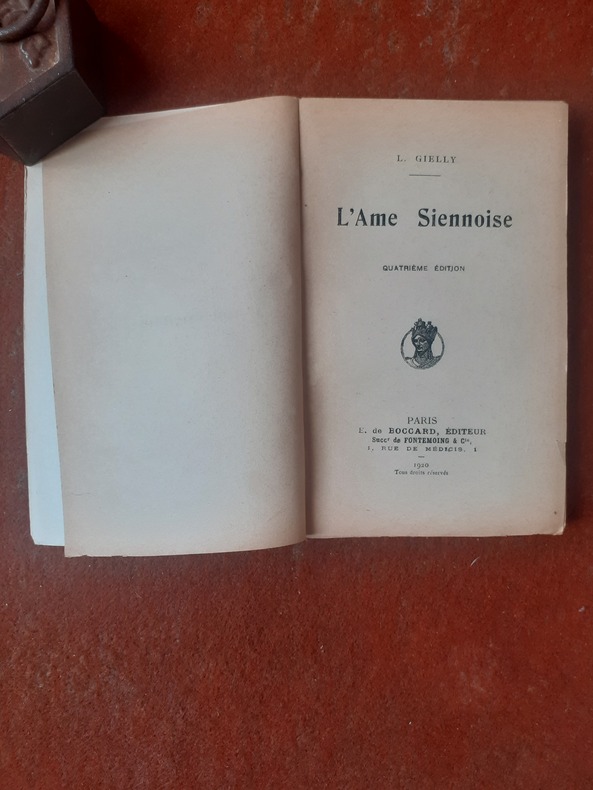 L. GIELLY
L'Ame Siennoise
QUATRIÈME ÉDITION
PARIS
E. de BOCCARD, ÉDITEUR
Succʳ de FONTEMOING & Cⁱᵉ,
1, RUE DE MÉDICIS, 1
1920
Tous droits réservés